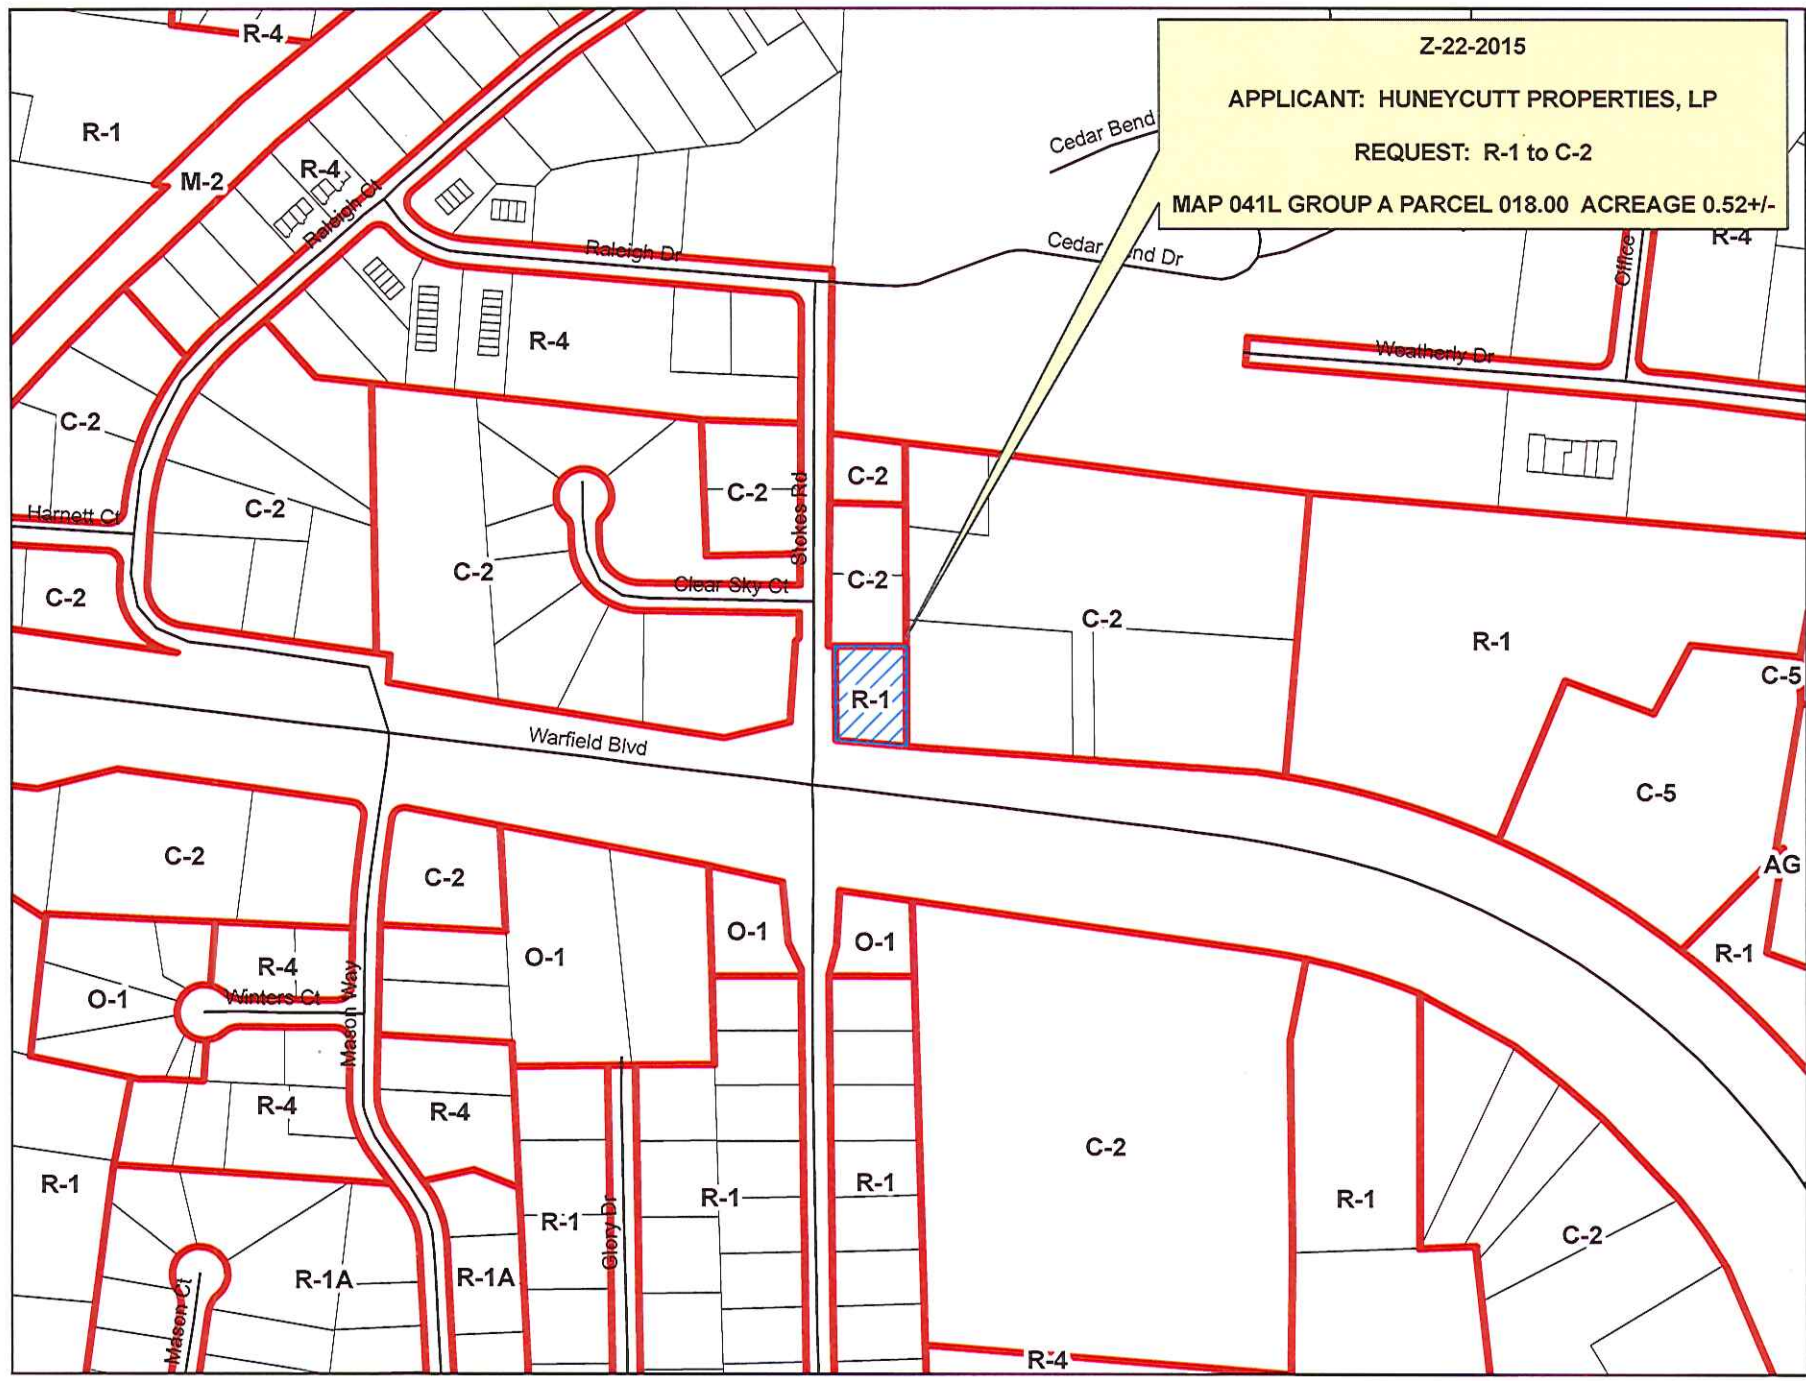 Z-22-2015
APPLICANT: HUNEYCUTT PROPERTIES, LP
REQUEST: R-1 to C-2
MAP 041L GROUP A PARCEL 018.00 ACREAGE 0.52+/-
R-4
R-1
M-2
R-4
Raleigh Ct
Raleigh Dr
Cedar Bend
Cedar
nd Dr
Office
R-4
R-4
Weatherly Dr
C-2
C-2
C-2
C-2
Stokes Rd
Harnett Ct
C-2
C-2
C-2
Clear Sky Ct
C-2
C-2
R-1
C-5
R-1
Warfield Blvd
C-5
C-2
C-2
AG
O-1
O-1
O-1
R-1
R-4
O-1
Winters Ct
Mason Way
R-4
R-4
C-2
R-1
R-1
R-1
R-1
R-1
Glory Dr
C-2
R-1A
R-1A
Mason Ct
R-4